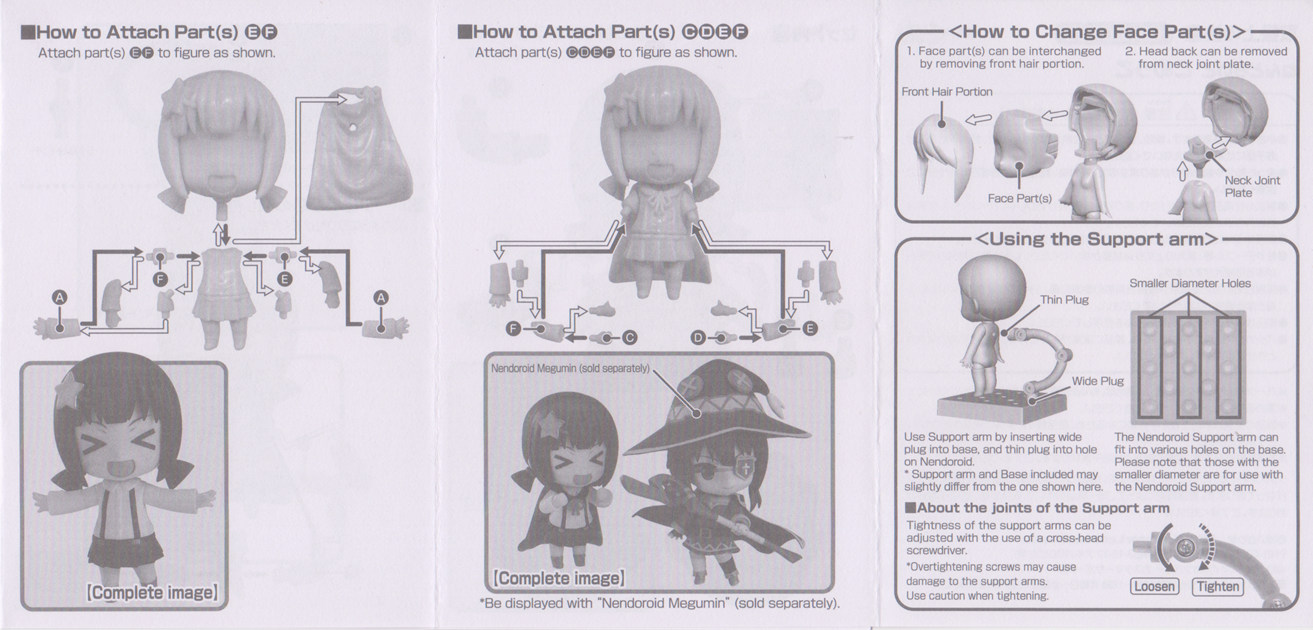 ■How to Attach Part(s) ⒺⒻ
Attach part(s) ⒺⒻ to figure as shown.
Ⓕ
Ⓔ
Ⓐ
Ⓐ
[Complete image]
■How to Attach Part(s) ⒸⒹⒺⒻ
Attach part(s) ⒸⒹⒺⒻ to figure as shown.
Ⓕ
Ⓒ
Ⓓ
Ⓔ
Nendoroid Megumin (sold separately)
[Complete image]
*Be displayed with “Nendoroid Megumin” (sold separately).
<How to Change Face Part(s)>
1. Face part(s) can be interchanged
by removing front hair portion.
2. Head back can be removed
from neck joint plate.
Front Hair Portion
Face Part(s)
Neck Joint
Plate
<Using the Support arm>
Thin Plug
Wide Plug
Smaller Diameter Holes
Use Support arm by inserting wide
plug into base, and thin plug into hole
on Nendoroid.
* Support arm and Base included may
slightly differ from the one shown here.
The Nendoroid Support arm can
fit into various holes on the base.
Please note that those with the
smaller diameter are for use with
the Nendoroid Support arm.
■About the joints of the Support arm
Tightness of the support arms can be
adjusted with the use of a cross-head
screwdriver.
*Overtightening screws may cause
damage to the support arms.
Use caution when tightening.
Loosen
Tighten